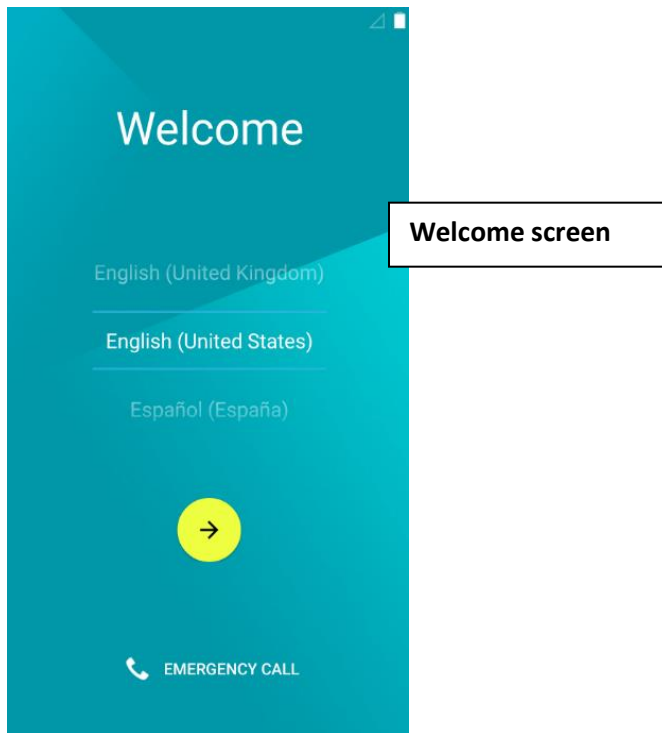 Welcome
Welcome screen
English (United Kingdom)
English (United States)
Español (España)
EMERGENCY CALL